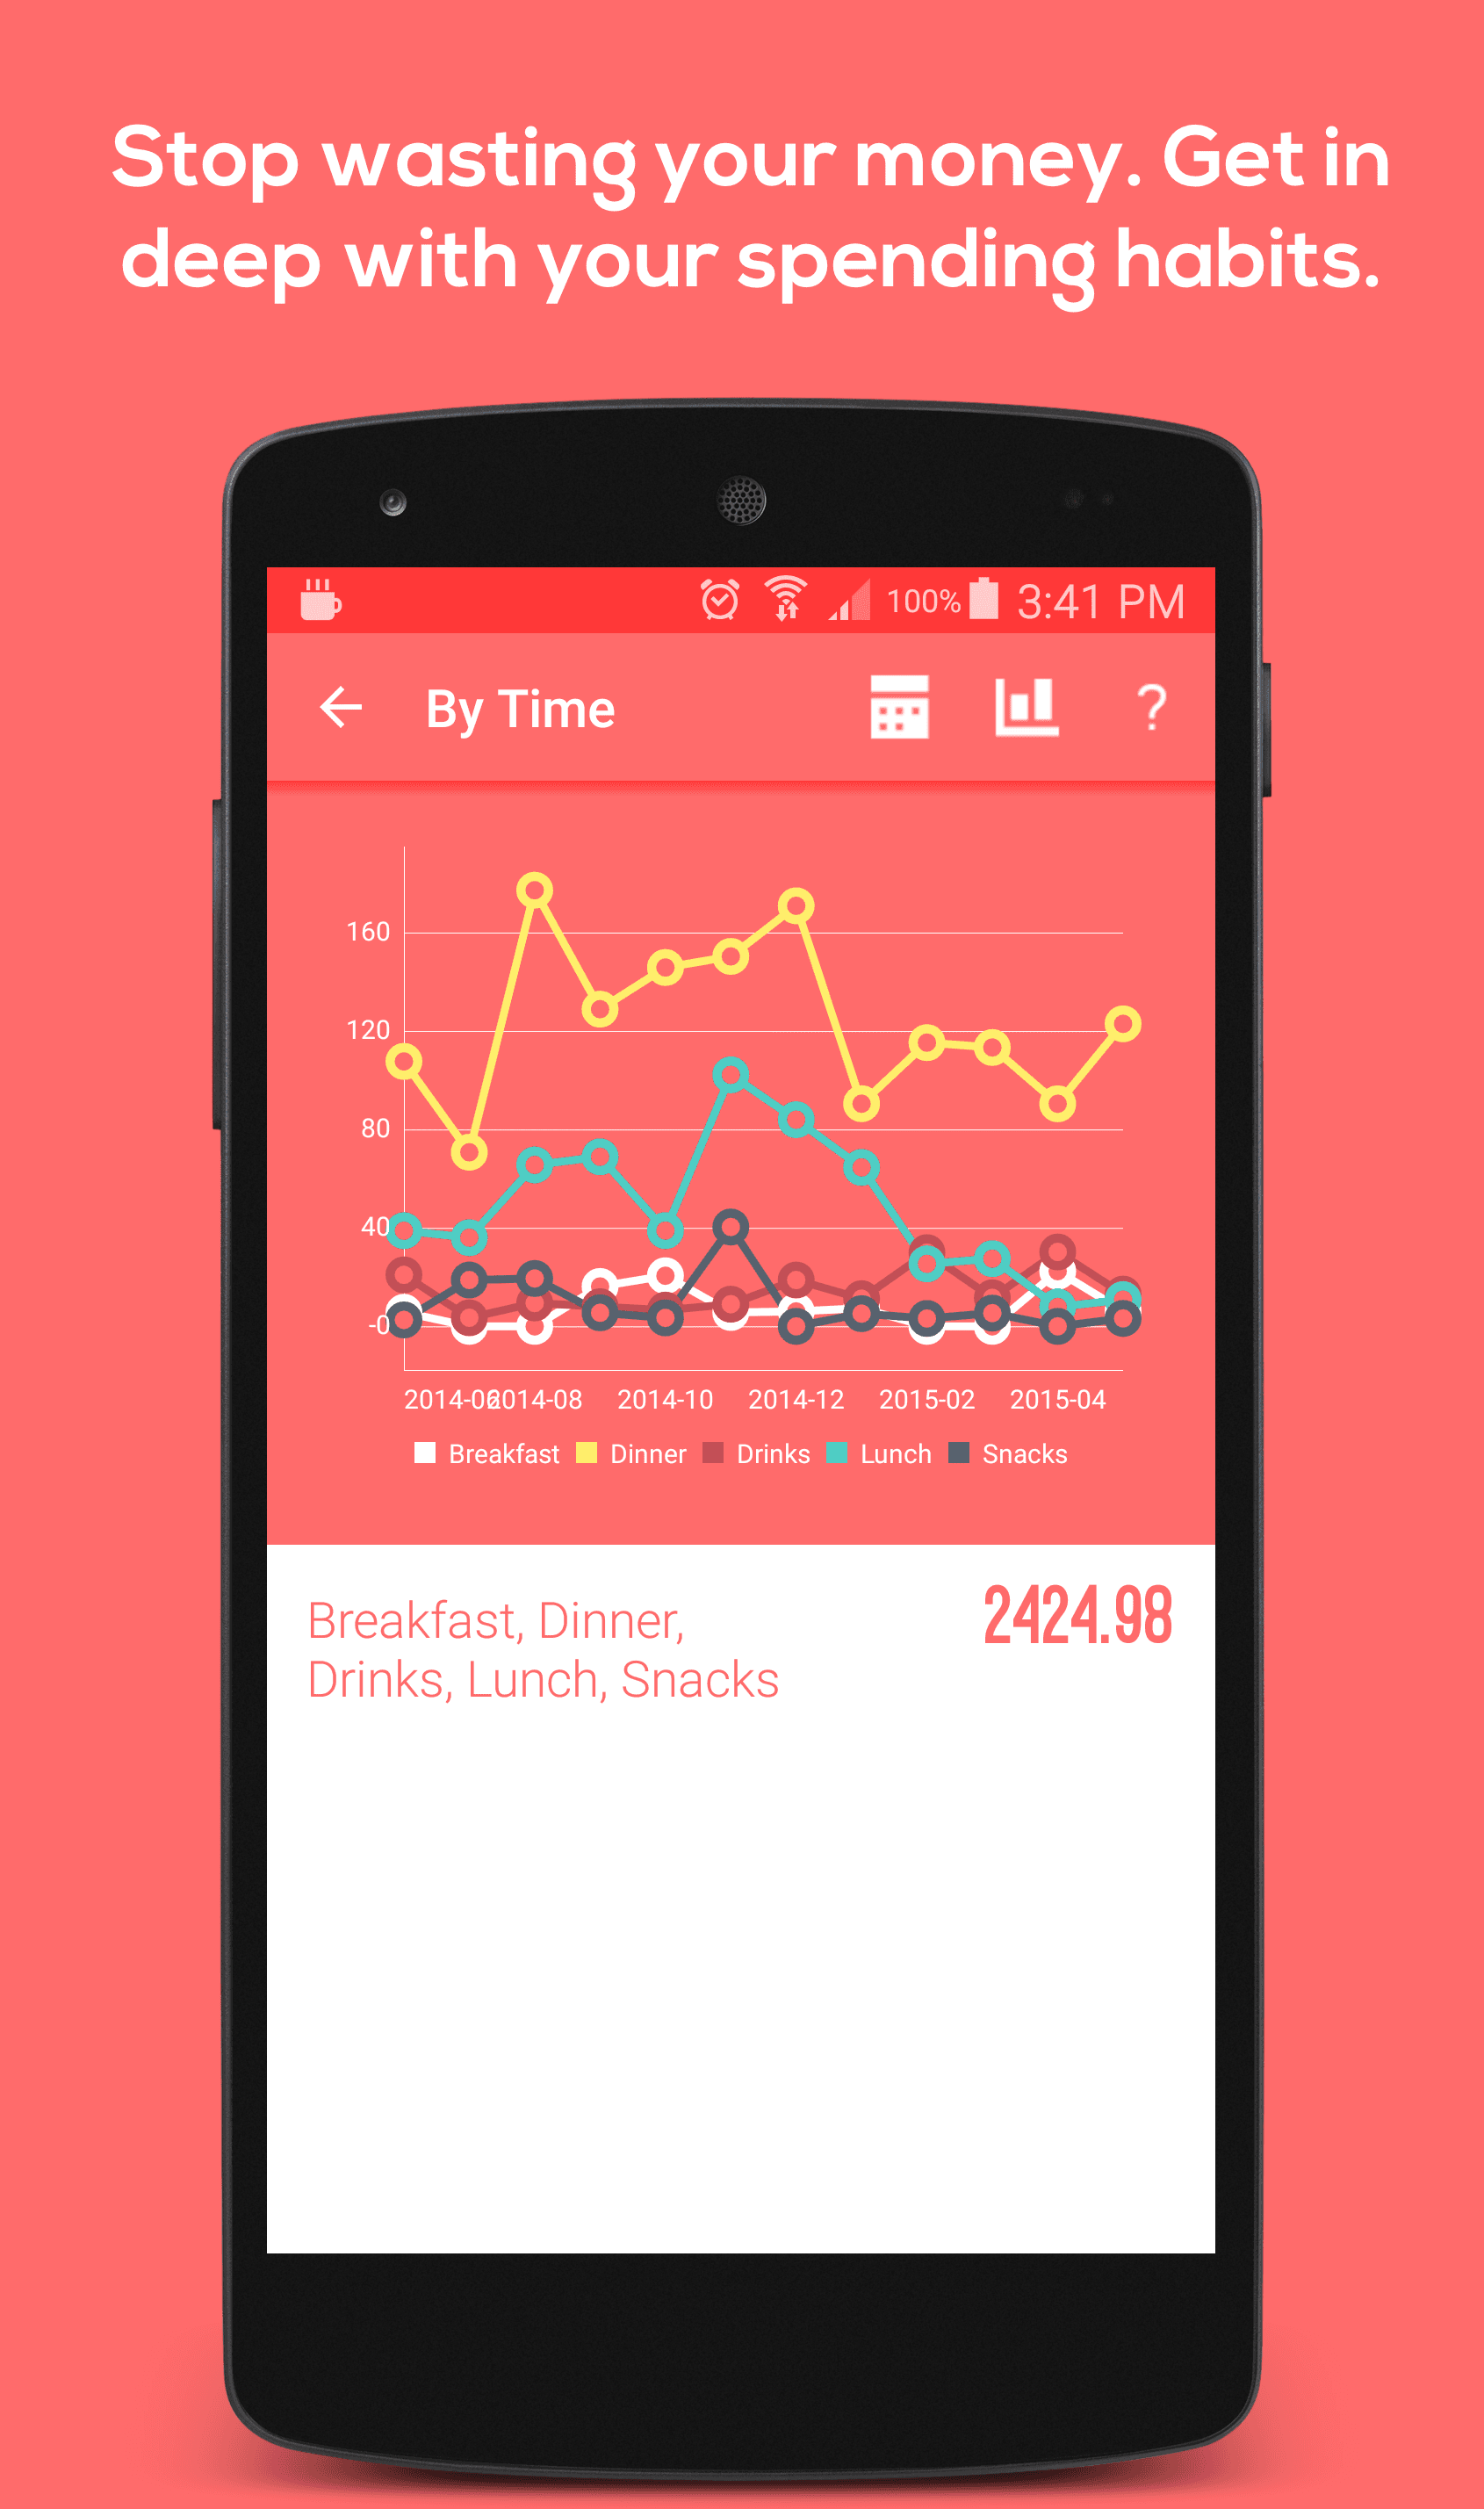 Stop wasting your money. Get in
deep with your spending habits.
100% 3:41 PM
By Time ?
160
120
80
40
-0
2014-06 2014-08 2014-10 2014-12 2015-02 2015-04
Breakfast Dinner Drinks Lunch Snacks
Breakfast, Dinner, 2424.98
Drinks, Lunch, Snacks